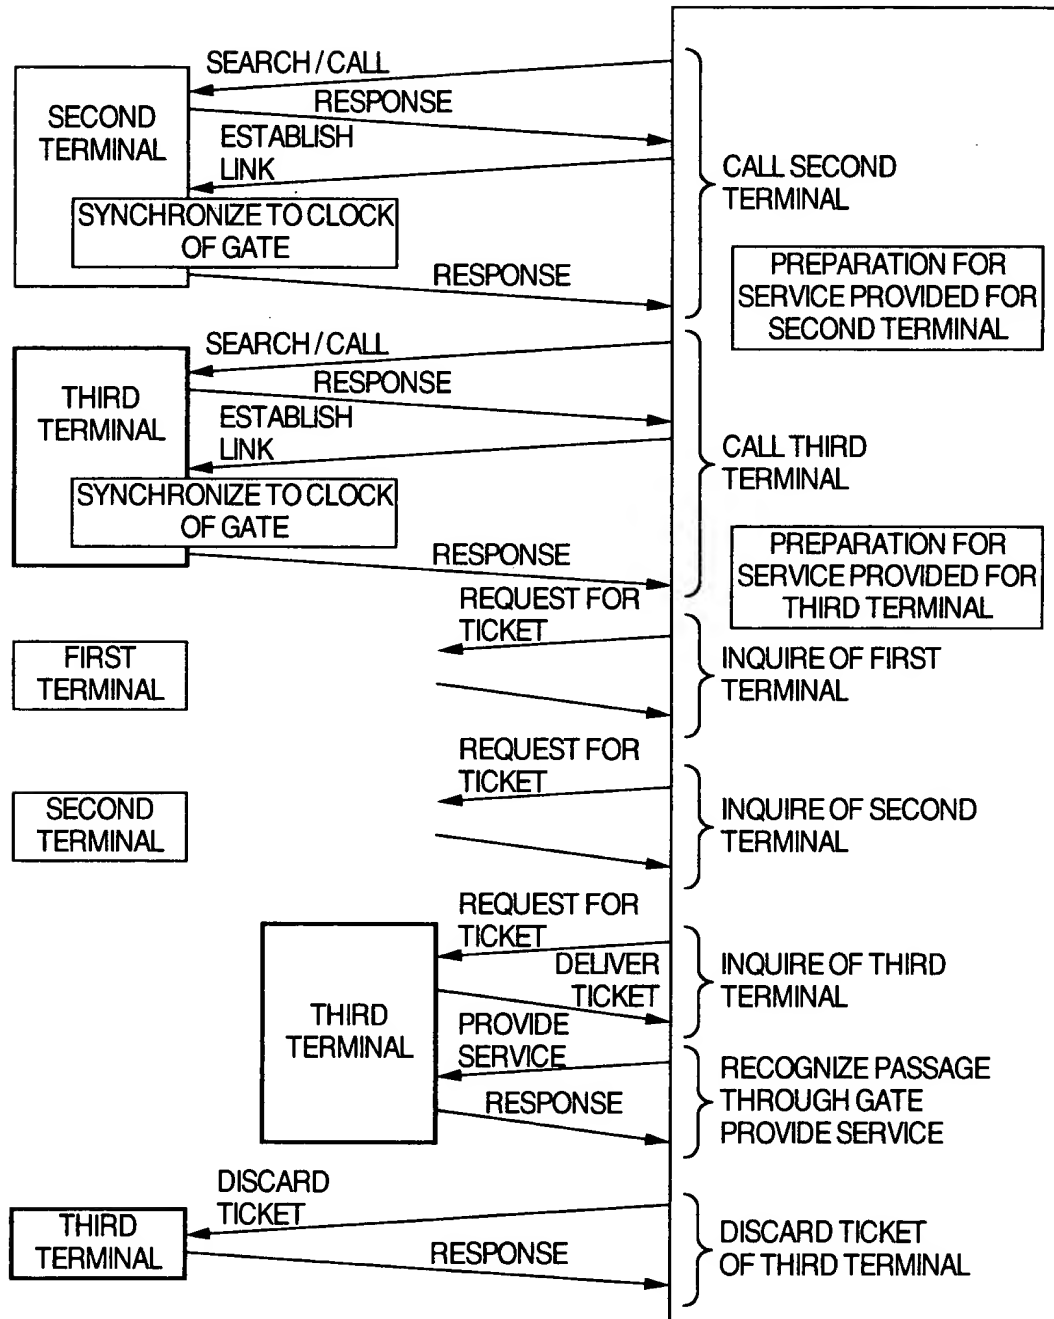 SEARCH / CALL
SECOND
TERMINAL
RESPONSE
ESTABLISH
LINK
CALL SECOND
TERMINAL
SYNCHRONIZE TO CLOCK
OF GATE
RESPONSE
PREPARATION FOR
SERVICE PROVIDED FOR
SECOND TERMINAL
SEARCH / CALL
THIRD
TERMINAL
RESPONSE
ESTABLISH
LINK
CALL THIRD
TERMINAL
SYNCHRONIZE TO CLOCK
OF GATE
RESPONSE
PREPARATION FOR
SERVICE PROVIDED FOR
THIRD TERMINAL
REQUEST FOR
TICKET
FIRST
TERMINAL
INQUIRE OF FIRST
TERMINAL
REQUEST FOR
TICKET
SECOND
TERMINAL
INQUIRE OF SECOND
TERMINAL
REQUEST FOR
TICKET
DELIVER
TICKET
INQUIRE OF THIRD
TERMINAL
THIRD
TERMINAL
PROVIDE
SERVICE
RESPONSE
RECOGNIZE PASSAGE
THROUGH GATE
PROVIDE SERVICE
DISCARD
TICKET
THIRD
TERMINAL
RESPONSE
DISCARD TICKET
OF THIRD TERMINAL